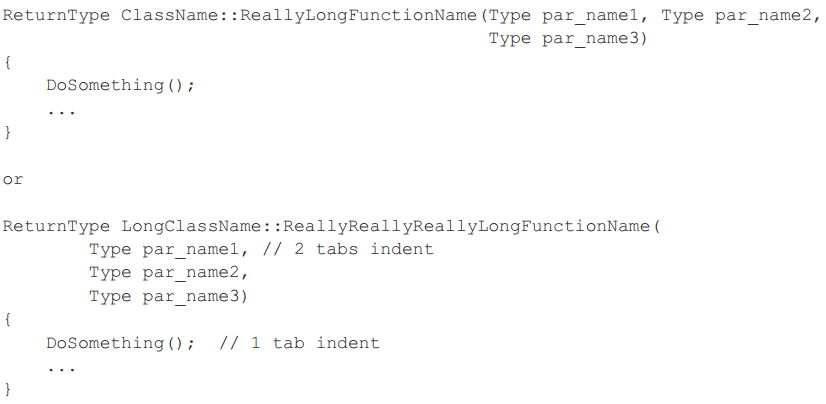 ReturnType ClassName::ReallyLongFunctionName(Type par_name1, Type par_name2,
                                             Type par_name3)
{
    DoSomething();
    ...
}
or
ReturnType LongClassName::ReallyReallyReallyLongFunctionName(
        Type par_name1, // 2 tabs indent
        Type par_name2,
        Type par_name3)
{
    DoSomething();  // 1 tab indent
    ...
}